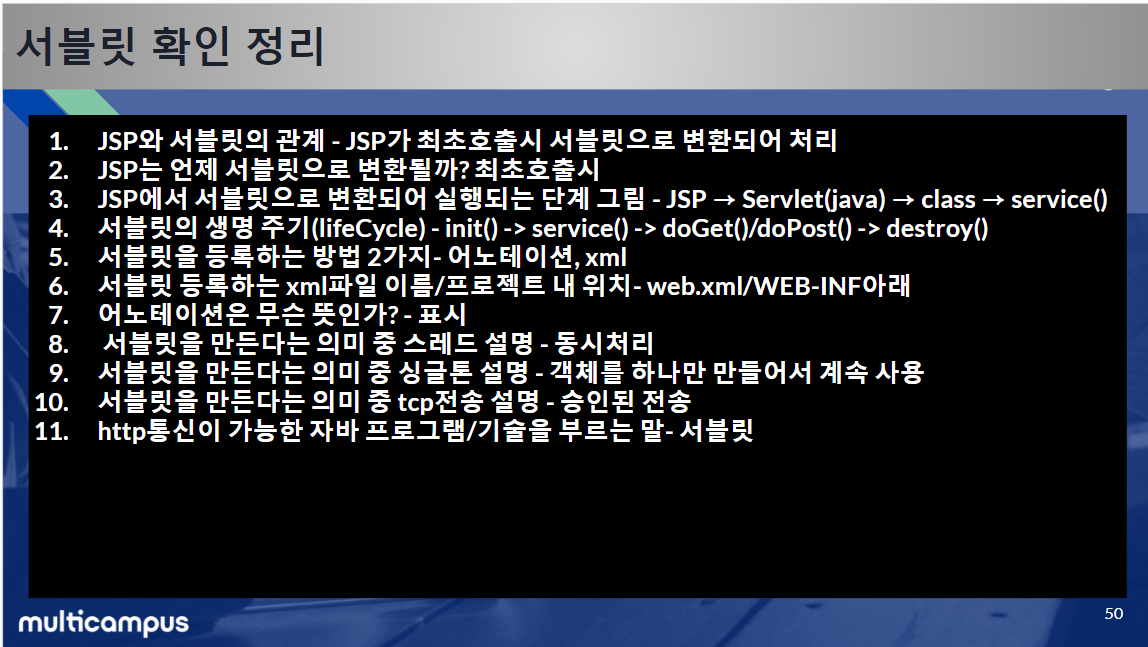 서블릿 확인 정리
1. JSP와 서블릿의 관계 - JSP가 최초호출시 서블릿으로 변환되어 처리
2. JSP는 언제 서블릿으로 변환될까? 최초호출시
3. JSP에서 서블릿으로 변환되어 실행되는 단계 그림 - JSP → Servlet(java) → class → service()
4. 서블릿의 생명 주기(lifeCycle) - init() -> service() -> doGet()/doPost() -> destroy()
5. 서블릿을 등록하는 방법 2가지- 어노테이션, xml
6. 서블릿 등록하는 xml파일 이름/프로젝트 내 위치- web.xml/WEB-INF아래
7. 어노테이션은 무슨 뜻인가? - 표시
8. 서블릿을 만든다는 의미 중 스레드 설명 - 동시처리
9. 서블릿을 만든다는 의미 중 싱글톤 설명 - 객체를 하나만 만들어서 계속 사용
10. 서블릿을 만든다는 의미 중 tcp전송 설명 - 승인된 전송
11. http통신이 가능한 자바 프로그램/기술을 부르는 말- 서블릿
multicampus
50